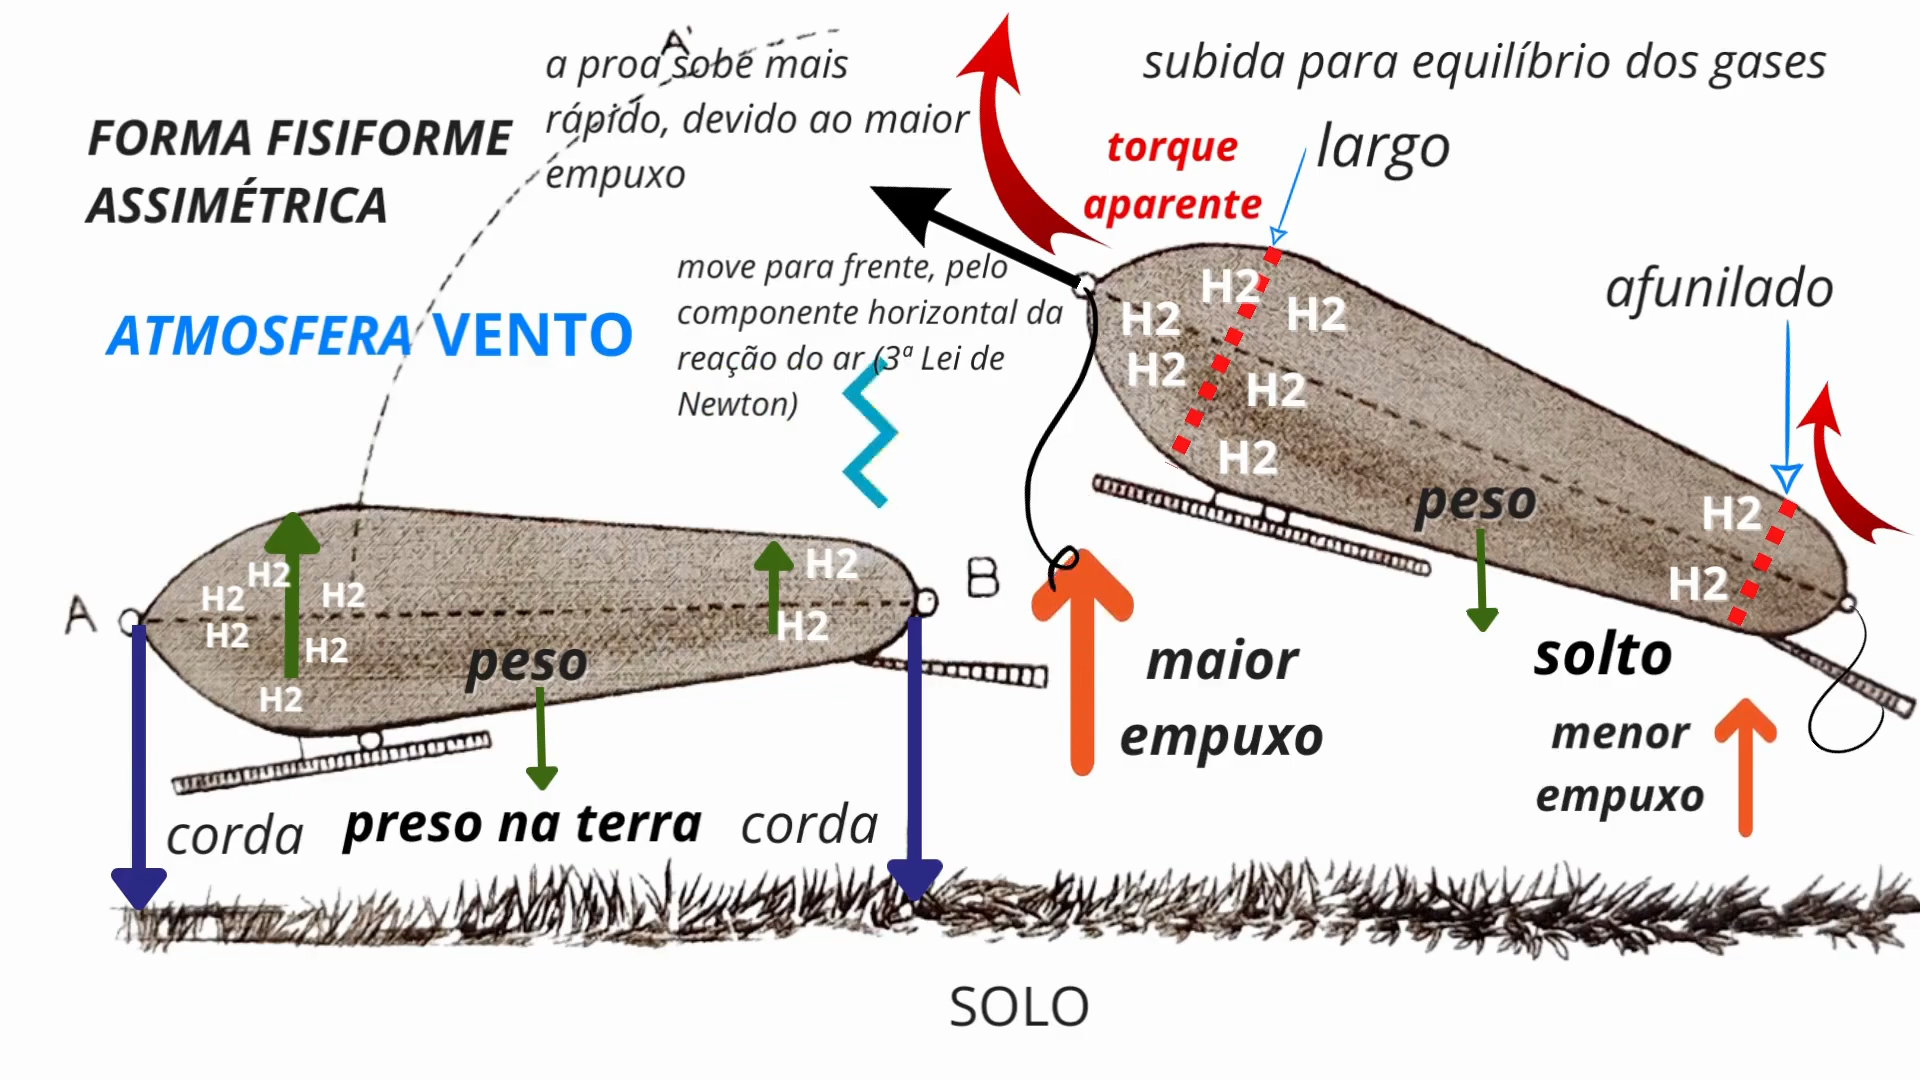 A'
a proa sobe mais
rápido, devido ao maior
empuxo
subida para equilíbrio dos gases
FORMA FISIFORME
ASSIMÉTRICA
torque
aparente
largo
ATMOSFERA VENTO
move para frente, pelo
componente horizontal da
reação do ar (3ª Lei de
Newton)
afunilado
H2
H2
H2
H2
H2
H2
peso
H2
H2
A
H2
H2
H2
H2
H2
H2
H2
H2
B
peso
maior
empuxo
solto
menor
empuxo
corda
preso na terra
corda
SOLO